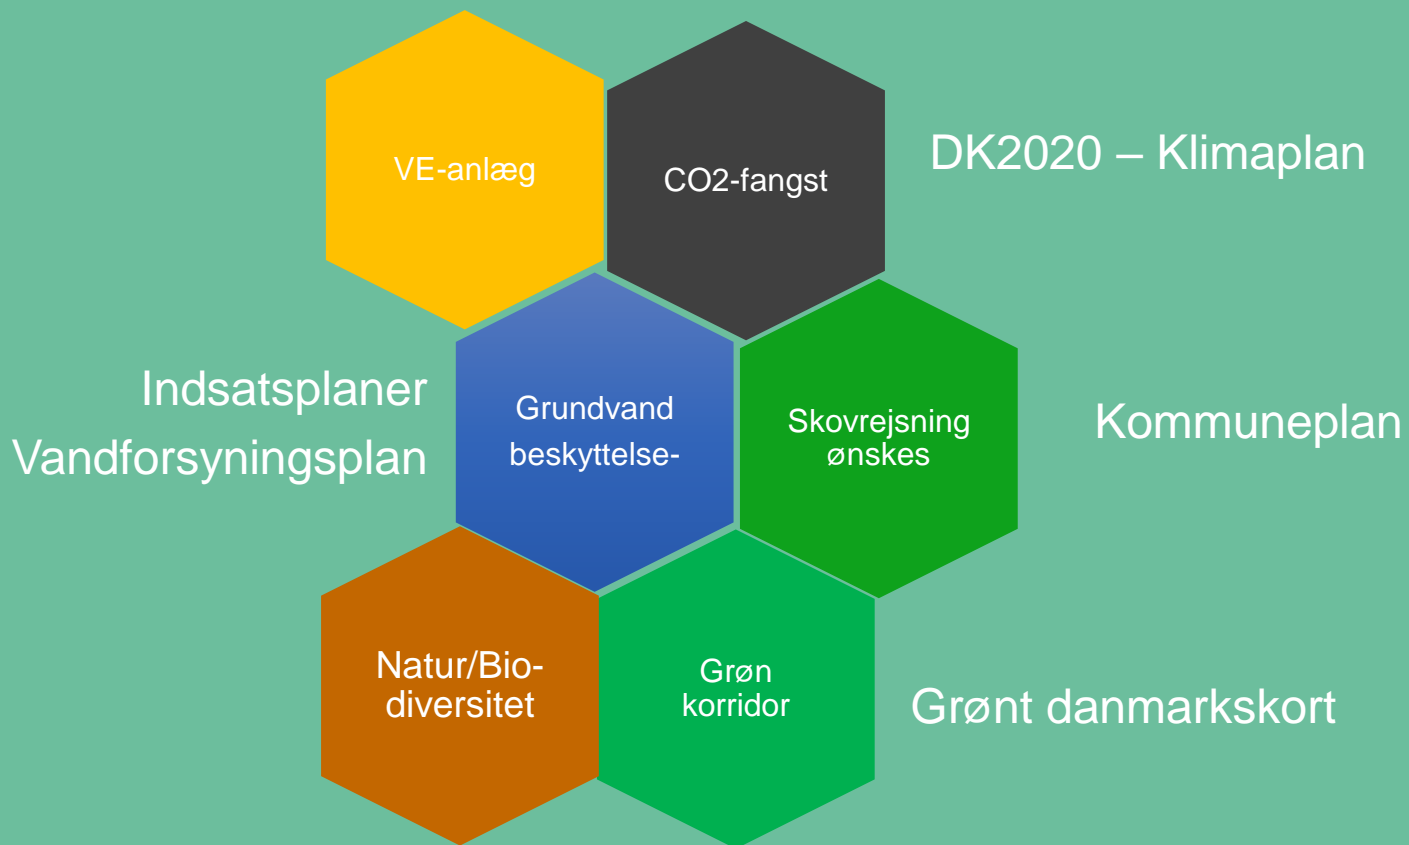 VE-anlæg
CO2-fangst
DK2020 – Klimaplan
Indsatsplaner
Vandforsyningsplan
Grundvand
beskyttelse-
Skovrejsning
ønskes
Kommuneplan
Natur/Bio-
diversitet
Grøn
korridor
Grønt danmarkskort